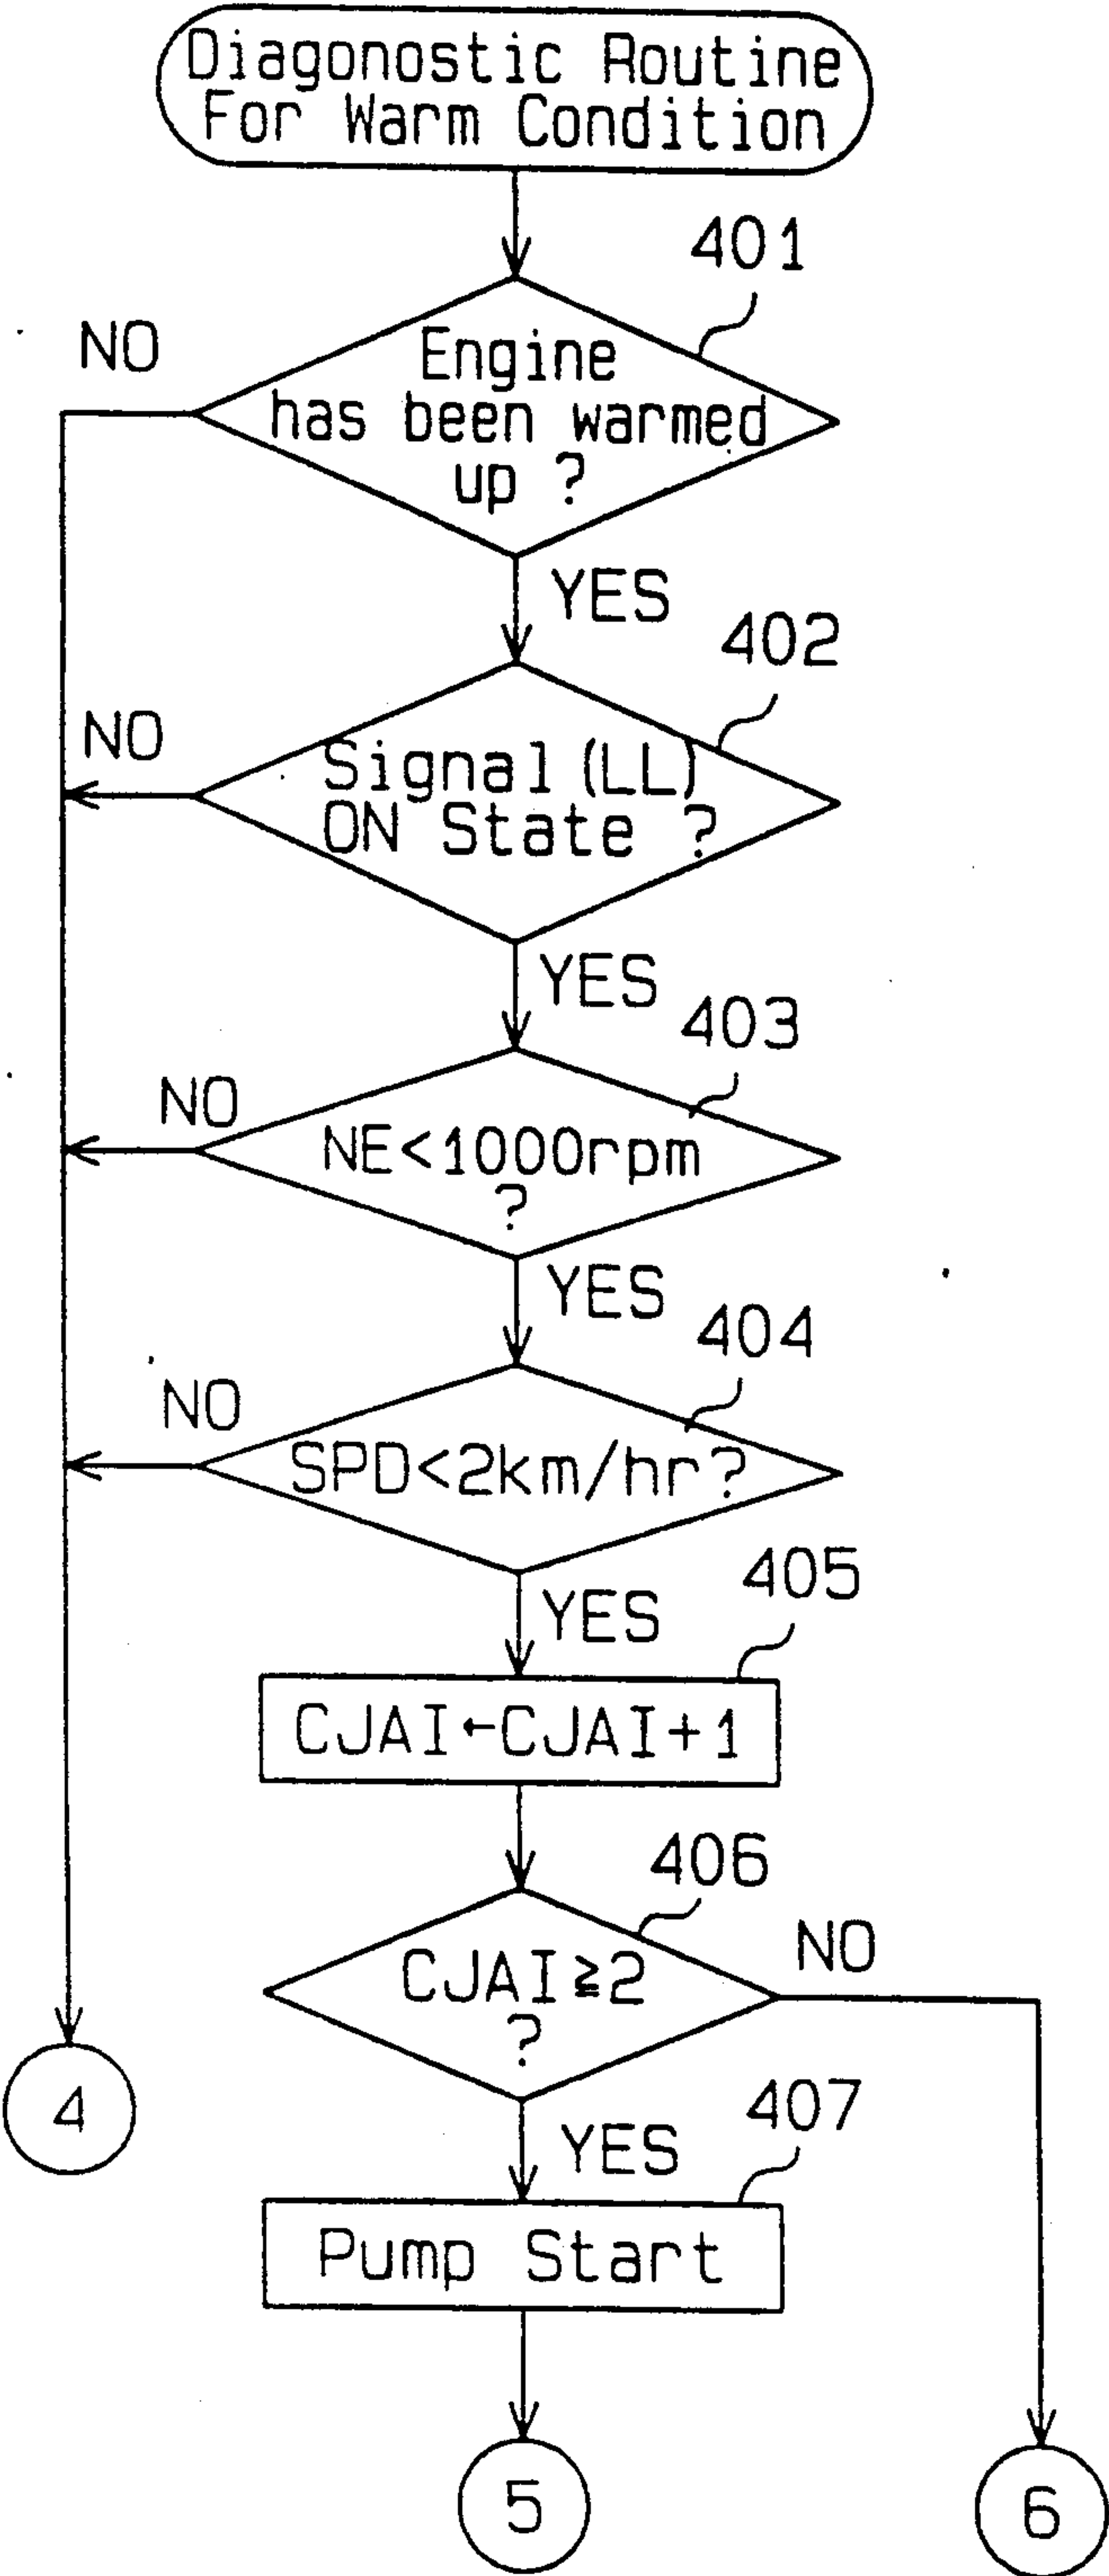 Diagonostic Routine
For Warm Condition
401
NO
Engine
has been warmed
up ?
YES
402
NO
Signal (LL)
ON State ?
YES
403
NO
NE<1000rpm
?
YES
404
NO
SPD<2km/hr?
YES
405
CJAI←CJAI+1
406
CJAI≧2
?
NO
4
YES
407
Pump Start
5
6